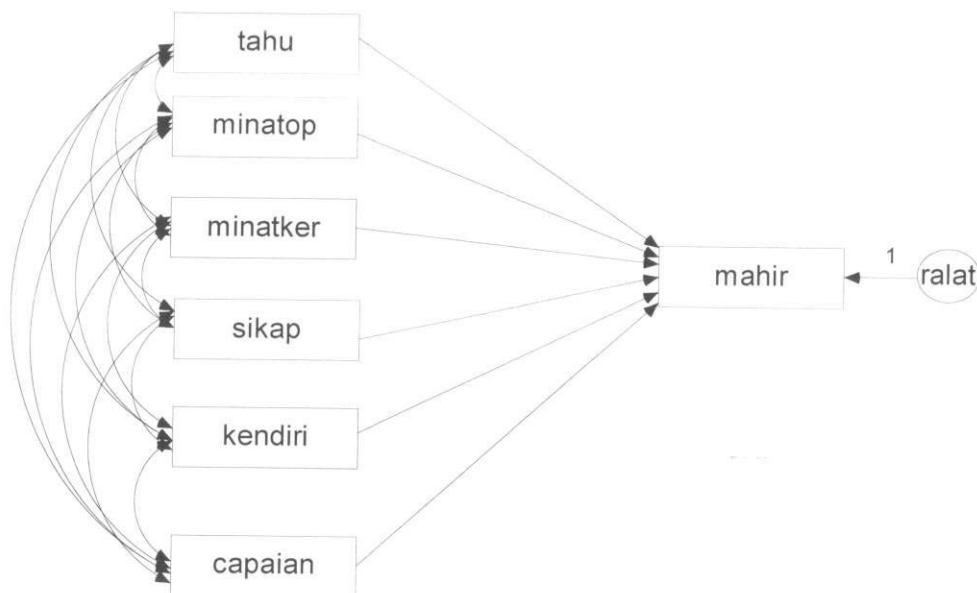 tahu
minatop
minatker
sikap
kendiri
capaian
mahir
1
ralat